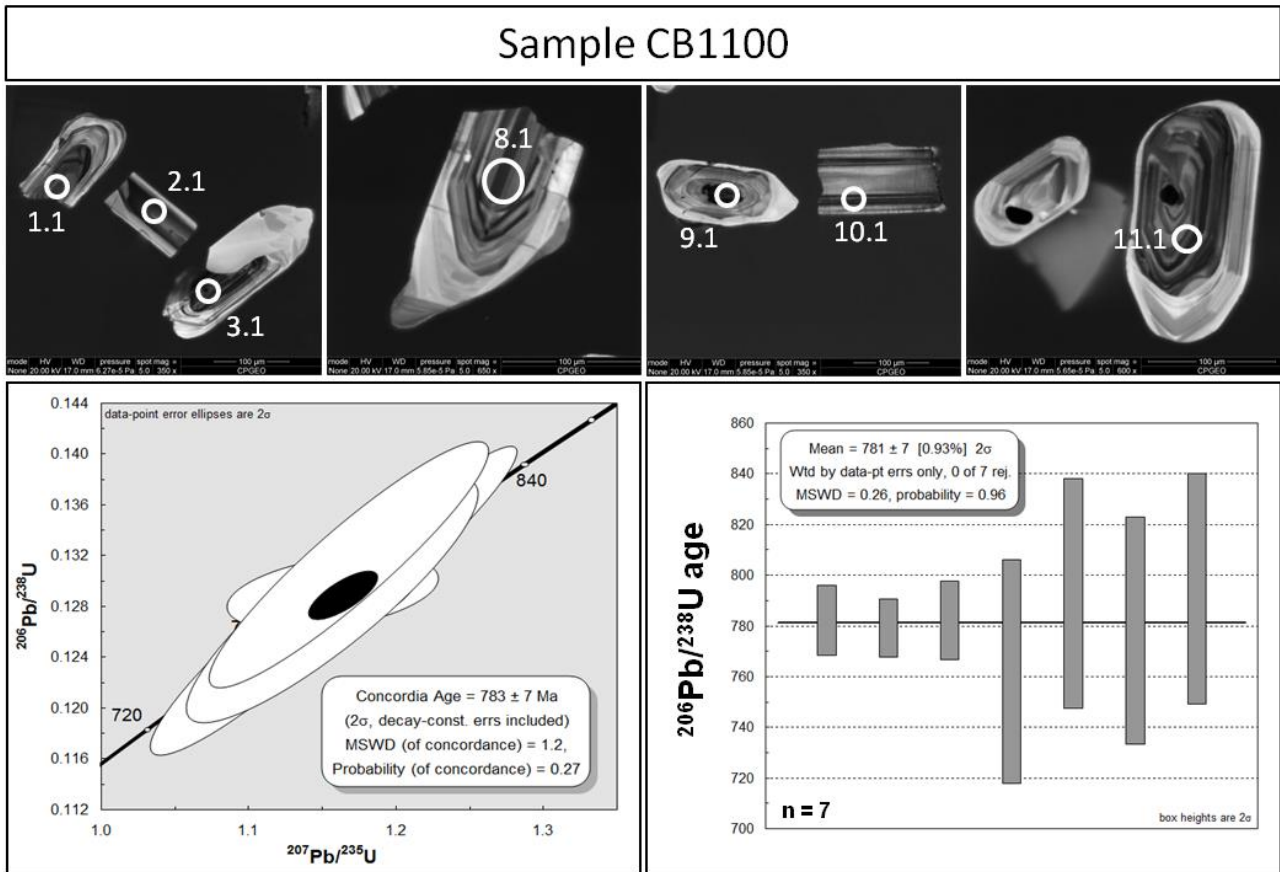 Sample CB1100
1.1
2.1
3.1
mode HV WD pressure spot mag 100 µm
None 20.00 kV 17.0 mm 6.27e-5 Pa 5.0 350 x CPGEO
8.1
mode HV WD pressure spot mag 100 µm
None 20.00 kV 17.0 mm 5.85e-5 Pa 5.0 650 x CPGEO
9.1
10.1
mode HV WD pressure spot mag 100 µm
None 20.00 kV 17.0 mm 5.85e-5 Pa 5.0 350 x CPGEO
11.1
mode HV WD pressure spot mag 100 µm
None 20.00 kV 17.0 mm 5.65e-5 Pa 5.0 600 x CPGEO
data-point error ellipses are 2σ
0.144
0.140
0.136
0.132
0.128
0.124
0.120
0.116
0.112
206Pb/238U
840
720
Concordia Age = 783 ± 7 Ma
(2σ, decay-const. errs included)
MSWD (of concordance) = 1.2,
Probability (of concordance) = 0.27
1.0 1.1 1.2 1.3
207Pb/235U
860
840
820
800
780
760
740
720
700
206Pb/238U age
Mean = 781 ± 7 [0.93%] 2σ
Wtd by data-pt errs only, 0 of 7 rej.
MSWD = 0.26, probability = 0.96
n = 7
box heights are 2σ